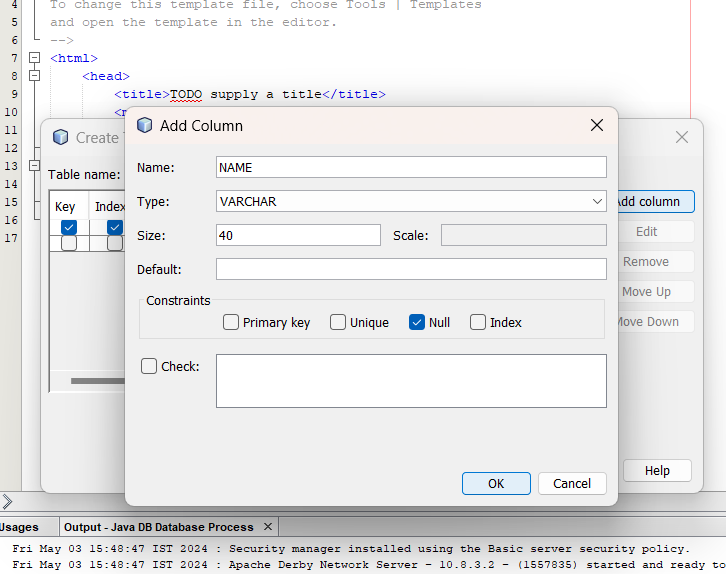 4 To change this template file, choose Tools | Templates
5 and open the template in the editor.
6 -->
7 <html>
8 <head>
9 <title>TODO supply a title</title>
10
11
12
13
14
15
16
17
Create
Table name:
Key Index
Add Column
Name: NAME
Type: VARCHAR
Size: 40 Scale:
Default:
Constraints
Primary key Unique Null Index
Check:
OK Cancel
Add column
Edit
Remove
Move Up
Move Down
Help
Usages Output - Java DB Database Process
Fri May 03 15:48:47 IST 2024 : Security manager installed using the Basic server security policy.
Fri May 03 15:48:47 IST 2024 : Apache Derby Network Server - 10.8.3.2 - (1557835) started and ready to